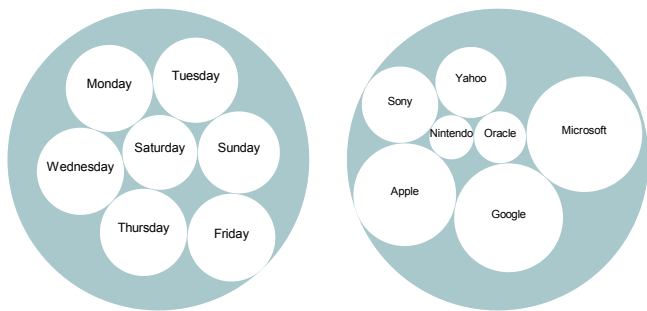 Monday
Tuesday
Wednesday
Saturday
Sunday
Thursday
Friday
Sony
Yahoo
Nintendo
Oracle
Microsoft
Apple
Google